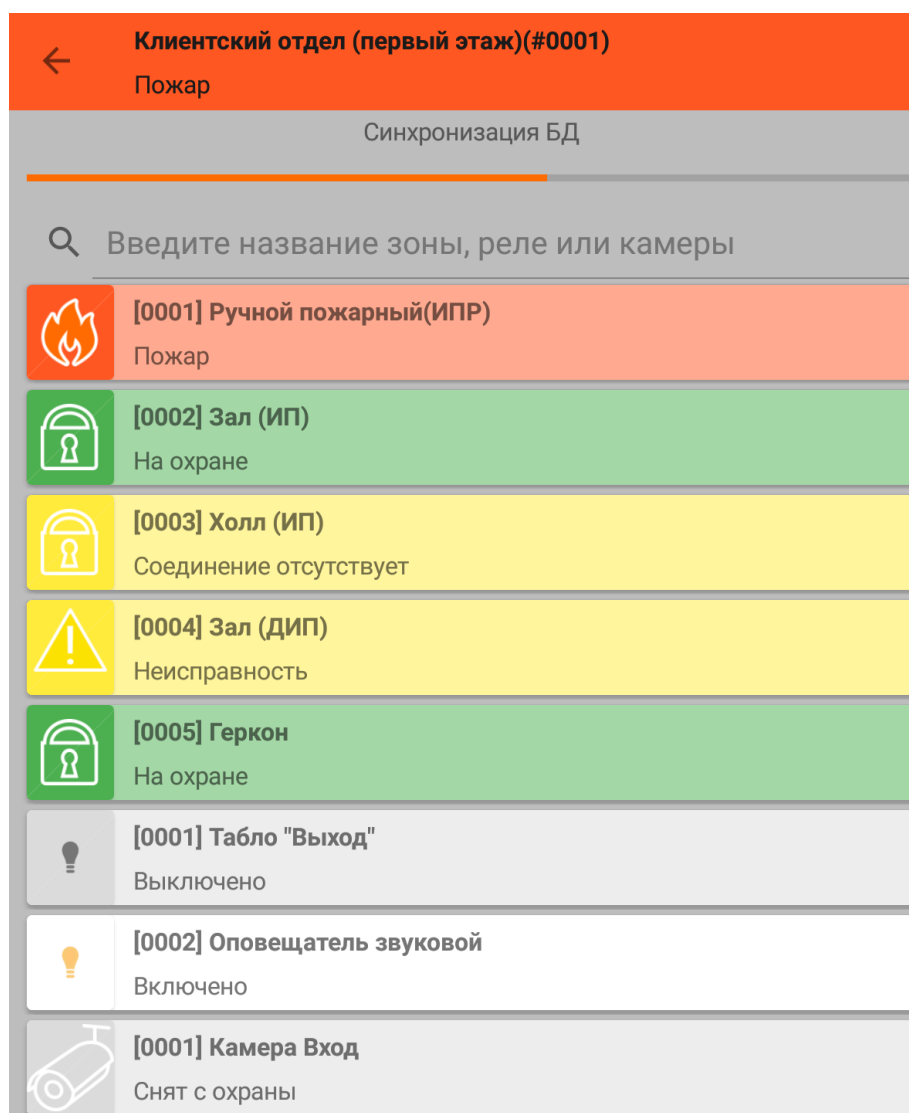 Клиентский отдел (первый этаж)(#0001)
Пожар
Синхронизация БД
Введите название зоны, реле или камеры
[0001] Ручной пожарный(ИПР)
Пожар
[0002] Зал (ИП)
На охране
[0003] Холл (ИП)
Соединение отсутствует
[0004] Зал (ДИП)
Неисправность
[0005] Геркон
На охране
[0001] Табло "Выход"
Выключено
[0002] Оповещатель звуковой
Включено
[0001] Камера Вход
Снят с охраны